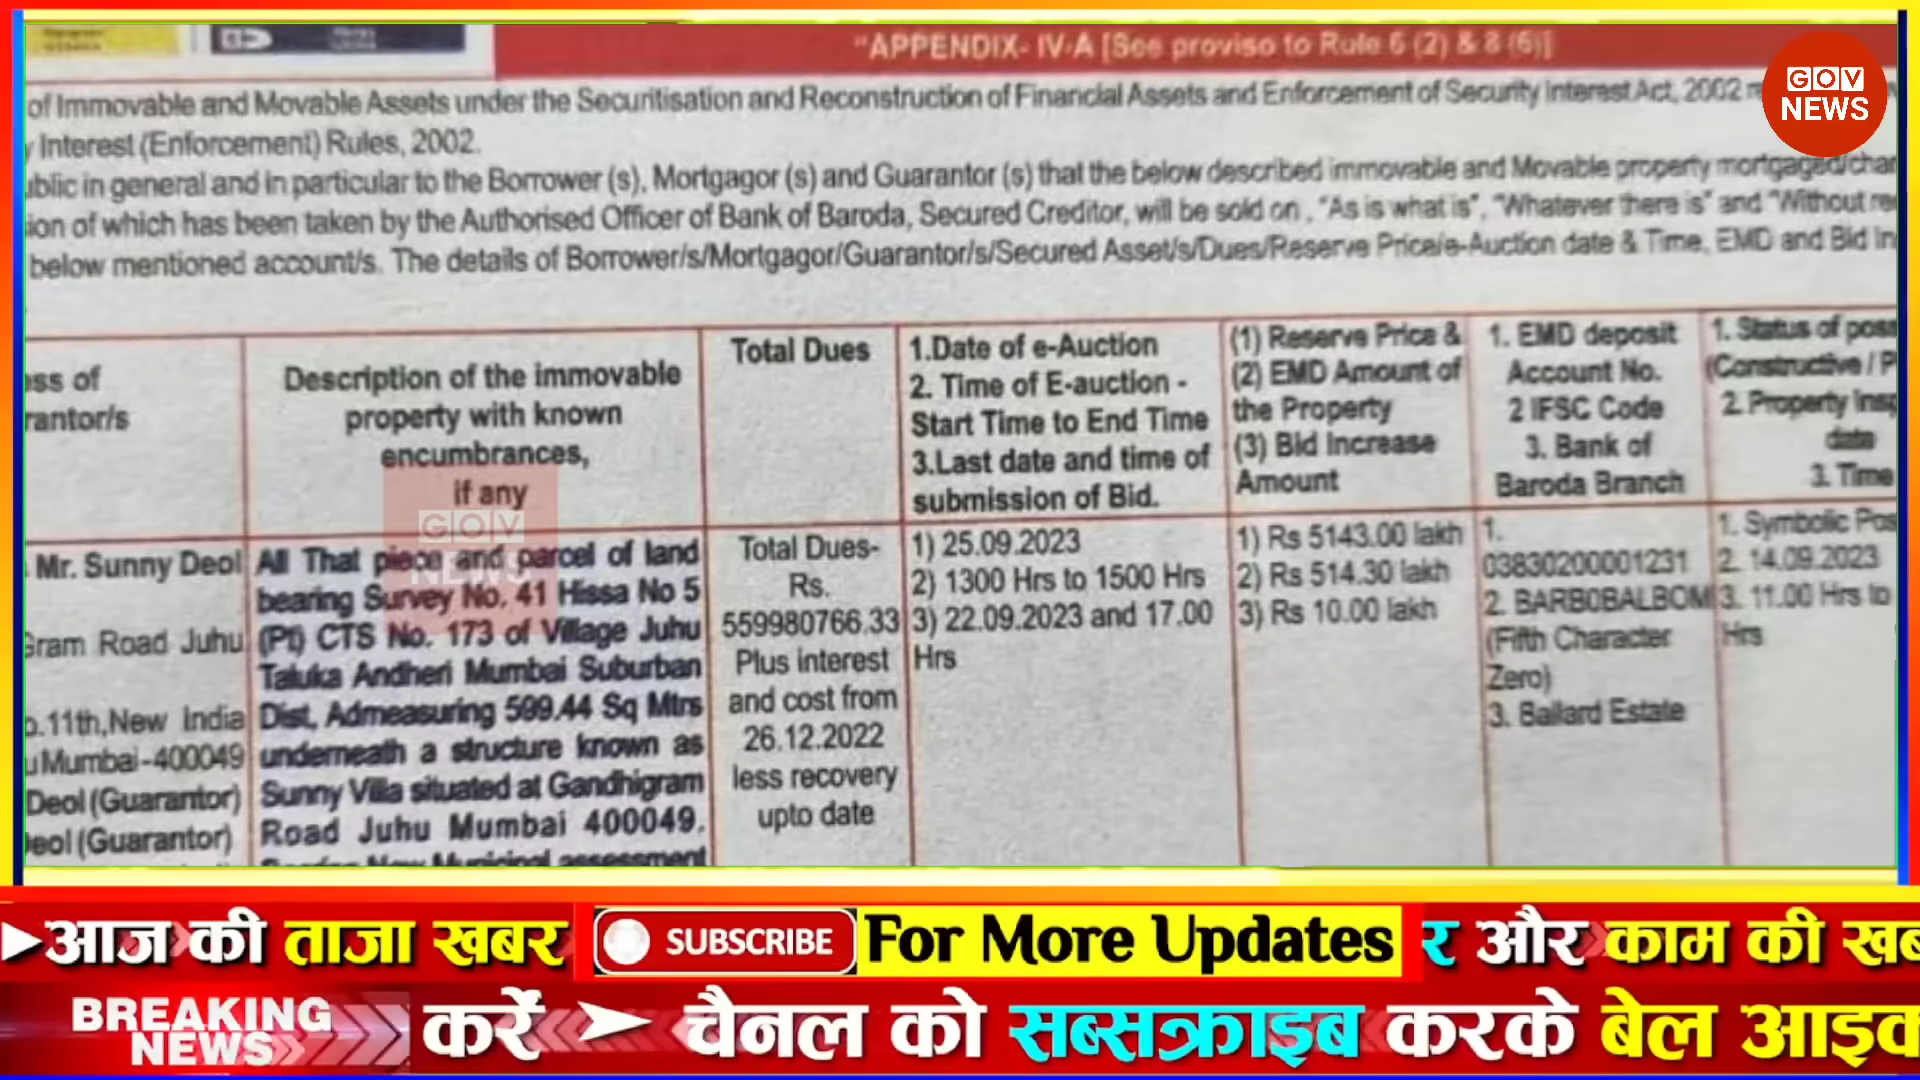 "APPENDIX- IV-A [See proviso to Rule 6 (2) & 8 (6)]
GOV
NEWS
of Immovable and Movable Assets under the Securitisation and Reconstruction of Financial Assets and Enforcement of Security Interest Act, 2002
Interest (Enforcement) Rules, 2002.
ublic in general and in particular to the Borrower (s), Mortgagor (s) and Guarantor (s) that the below described immovable and Movable property mortgaged/char
ion of which has been taken by the Authorised Officer of Bank of Baroda, Secured Creditor, will be sold on , "As is what is", "Whatever there is" and "Without re
below mentioned account/s. The details of Borrower/s/Mortgagor/Guarantor/s/Secured Asset/s/Dues/Reserve Price/e-Auction date & Time, EMD and Bid In
ess of
rantor/s
Description of the immovable
property with known
encumbrances,
if any
Total Dues
1.Date of e-Auction
2. Time of E-auction -
Start Time to End Time
3.Last date and time of
submission of Bid.
(1) Reserve Price &
(2) EMD Amount of
the Property
(3) Bid Increase
Amount
1. EMD deposit
Account No.
2 IFSC Code
3. Bank of
Baroda Branch
1. Status of poss
(Constructive / P
2. Property Insp
date
3. Time
Mr. Sunny Deol
Gram Road Juhu
o.11th,New India
u Mumbai-400049
Deol (Guarantor)
Deol (Guarantor)
All That piece and parcel of land
bearing Survey No. 41 Hissa No 5
(Pt) CTS No. 173 of Village Juhu
Taluka Andheri Mumbai Suburban
Dist, Admeasuring 599.44 Sq Mtrs
underneath a structure known as
Sunny Villa situated at Gandhigram
Road Juhu Mumbai 400049.
New Municipal assessment
GOV
NEWS
Total Dues-
Rs.
559980766.33
Plus interest
and cost from
26.12.2022
less recovery
upto date
1) 25.09.2023
2) 1300 Hrs to 1500 Hrs
3) 22.09.2023 and 17.00
Hrs
1) Rs 5143.00 lakh
2) Rs 514.30 lakh
3) Rs 10.00 lakh
1.
03830200001231
2. BARB0BALBOM
(Fifth Character
Zero)
3. Ballard Estate
1. Symbolic Pos
2. 14.09.2023
3. 11.00 Hrs to
Hrs
आज की ताजा खबर
SUBSCRIBE
For More Updates
र और काम की खब
BREAKING
NEWS
करें ➤ चैनल को सब्सक्राइब करके बेल आइक